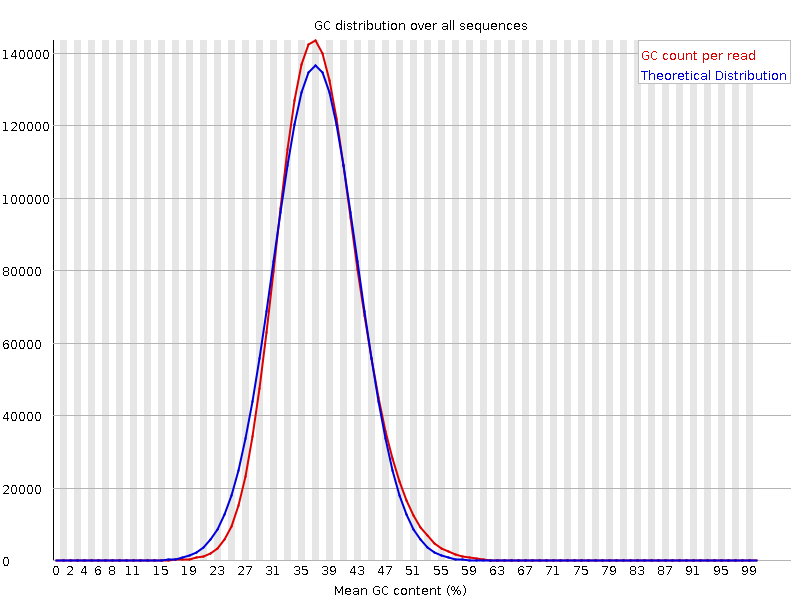 GC distribution over all sequences
GC count per read
Theoretical Distribution
140000
120000
100000
80000
60000
40000
20000
0
0 2 4 6 8 11 15 19 23 27 31 35 39 43 47 51 55 59 63 67 71 75 79 83 87 91 95 99
Mean GC content (%)